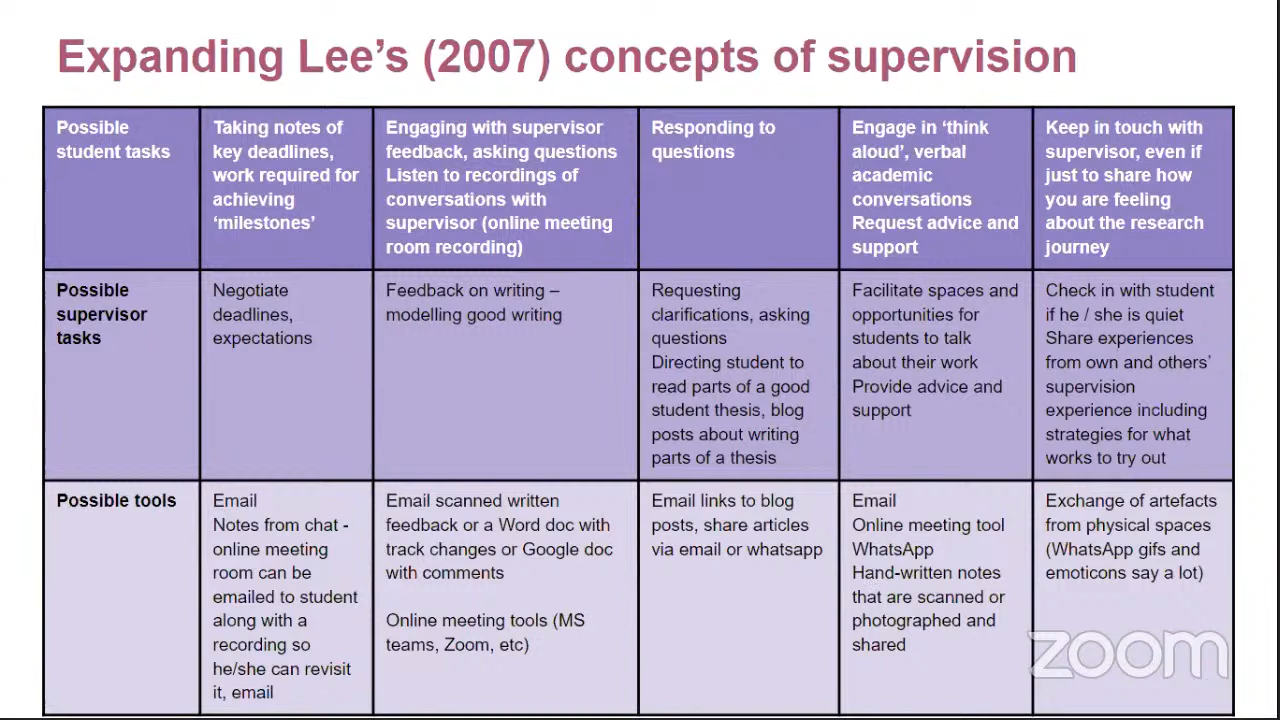 Expanding Lee’s (2007) concepts of supervision
Possible
student tasks
Taking notes of
key deadlines,
work required for
achieving
‘milestones’
Engaging with supervisor
feedback, asking questions
Listen to recordings of
conversations with
supervisor (online meeting
room recording)
Responding to
questions
Engage in ‘think
aloud’, verbal
academic
conversations
Request advice and
support
Keep in touch with
supervisor, even if
just to share how
you are feeling
about the research
journey
Possible
supervisor
tasks
Negotiate
deadlines,
expectations
Feedback on writing –
modelling good writing
Requesting
clarifications, asking
questions
Directing student to
read parts of a good
student thesis, blog
posts about writing
parts of a thesis
Facilitate spaces and
opportunities for
students to talk
about their work
Provide advice and
support
Check in with student
if he / she is quiet
Share experiences
from own and others’
supervision
experience including
strategies for what
works to try out
Possible tools
Email
Notes from chat -
online meeting
room can be
emailed to student
along with a
recording so
he/she can revisit
it, email
Email scanned written
feedback or a Word doc with
track changes or Google doc
with comments
Online meeting tools (MS
teams, Zoom, etc)
Email links to blog
posts, share articles
via email or whatsapp
Email
Online meeting tool
WhatsApp
Hand-written notes
that are scanned or
photographed and
shared
Exchange of artefacts
from physical spaces
(WhatsApp gifs and
emoticons say a lot)
zoom